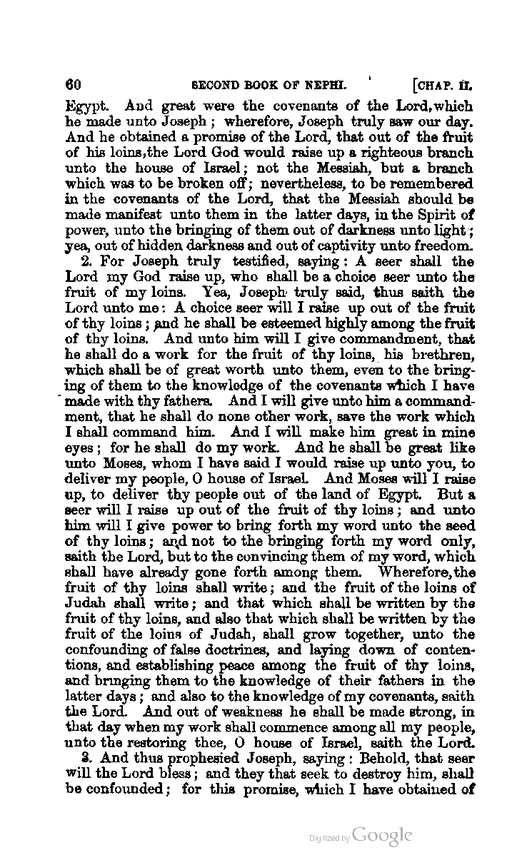 60 SECOND BOOK OF NEPHI. [CHAP. II.
Egypt. And great were the covenants of the Lord, which
he made unto Joseph; wherefore, Joseph truly saw our day.
And he obtained a promise of the Lord, that out of the fruit
of his loins, the Lord God would raise up a righteous branch
unto the house of Israel; not the Messiah, but a branch
which was to be broken off; nevertheless, to be remembered
in the covenants of the Lord, that the Messiah should be
made manifest unto them in the latter days, in the Spirit of
power, unto the bringing of them out of darkness unto light;
yea, out of hidden darkness and out of captivity unto freedom.
2. For Joseph truly testified, saying: A seer shall the
Lord my God raise up, who shall be a choice seer unto the
fruit of my loins. Yea, Joseph truly said, thus saith the
Lord unto me: A choice seer will I raise up out of the fruit
of thy loins; and he shall be esteemed highly among the fruit
of thy loins. And unto him will I give commandment, that
he shall do a work for the fruit of thy loins, his brethren,
which shall be of great worth unto them, even to the bring-
ing of them to the knowledge of the covenants which I have
made with thy fathers. And I will give unto him a command-
ment, that he shall do none other work, save the work which
I shall command him. And I will make him great in mine
eyes; for he shall do my work. And he shall be great like
unto Moses, whom I have said I would raise up unto you, to
deliver my people, O house of Israel. And Moses will I raise
up, to deliver thy people out of the land of Egypt. But a
seer will I raise up out of the fruit of thy loins; and unto
him will I give power to bring forth my word unto the seed
of thy loins; and not to the bringing forth my word only,
saith the Lord, but to the convincing them of my word, which
shall have already gone forth among them. Wherefore, the
fruit of thy loins shall write; and the fruit of the loins of
Judah shall write; and that which shall be written by the
fruit of thy loins, and also that which shall be written by the
fruit of the loins of Judah, shall grow together, unto the
confounding of false doctrines, and laying down of conten-
tions, and establishing peace among the fruit of thy loins,
and bringing them to the knowledge of their fathers in the
latter days; and also to the knowledge of my covenants, saith
the Lord. And out of weakness he shall be made strong, in
that day when my work shall commence among all my people,
unto the restoring thee, O house of Israel, saith the Lord.
3. And thus prophesied Joseph, saying: Behold, that seer
will the Lord bless; and they that seek to destroy him, shall
be confounded; for this promise, which I have obtained of
Digitized by Google